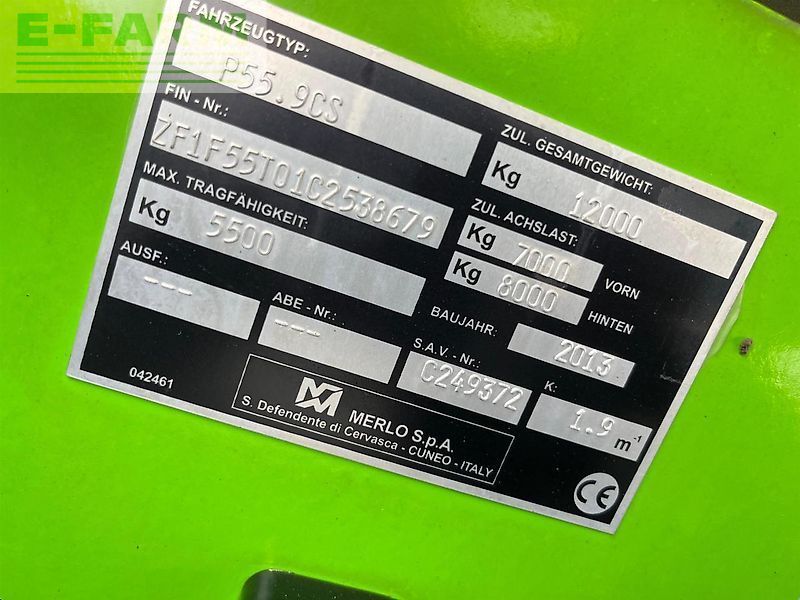 E-FARM
FAHRZEUGTYP:
P55.9CS
FIN - Nr.:
ZF1F55T01C2538679
MAX. TRAGFÄHIGKEIT:
Kg 5500
AUSF.:
---
ABE - Nr.:
---
042461
ZUL. GESAMTGEWICHT:
Kg 12000
ZUL. ACHSLAST:
Kg 7000 VORN
Kg 8000 HINTEN
BAUJAHR: 2013
S.A.V. - Nr.:
C249372
K:
1.9 m⁻¹
MERLO S.p.A.
S. Defendente di Cervasca - CUNEO - ITALY
CE